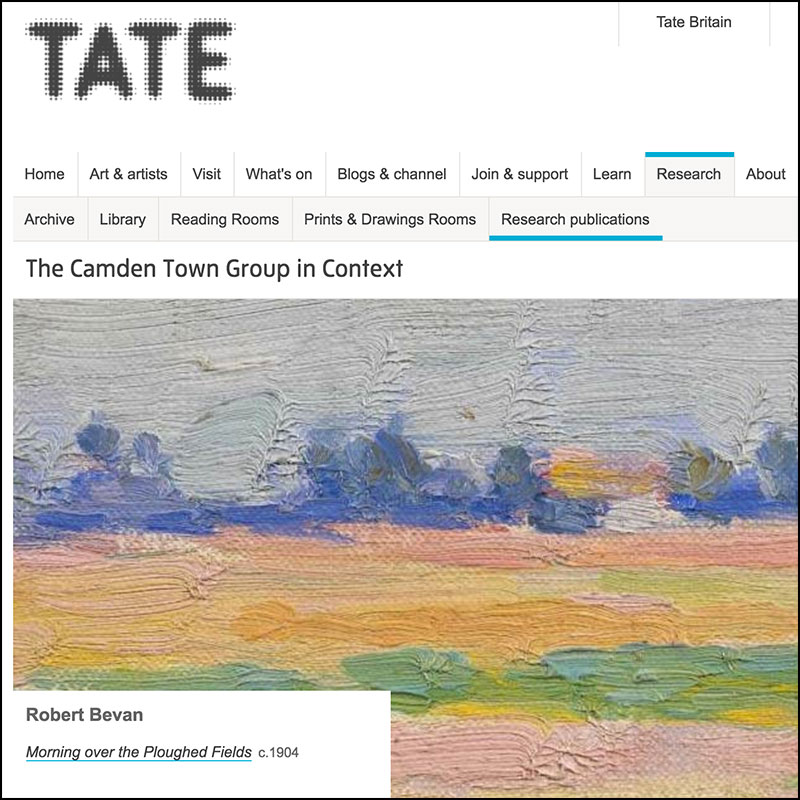 TATE
Tate Britain
Home Art & artists Visit What's on Blogs & channel Join & support Learn Research About
Archive Library Reading Rooms Prints & Drawings Rooms Research publications
The Camden Town Group in Context
Robert Bevan
Morning over the Ploughed Fields c.1904